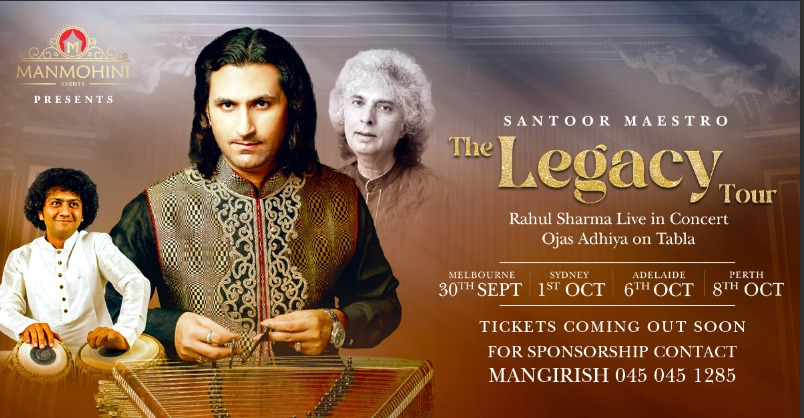 M
MANMOHINI
EVENTS
PRESENTS
SANTOOR MAESTRO
The Legacy Tour
Rahul Sharma Live in Concert
Ojas Adhiya on Tabla
MELBOURNE
30TH SEPT
SYDNEY
1ST OCT
ADELAIDE
6TH OCT
PERTH
8TH OCT
TICKETS COMING OUT SOON
FOR SPONSORSHIP CONTACT
MANGIRISH 045 045 1285